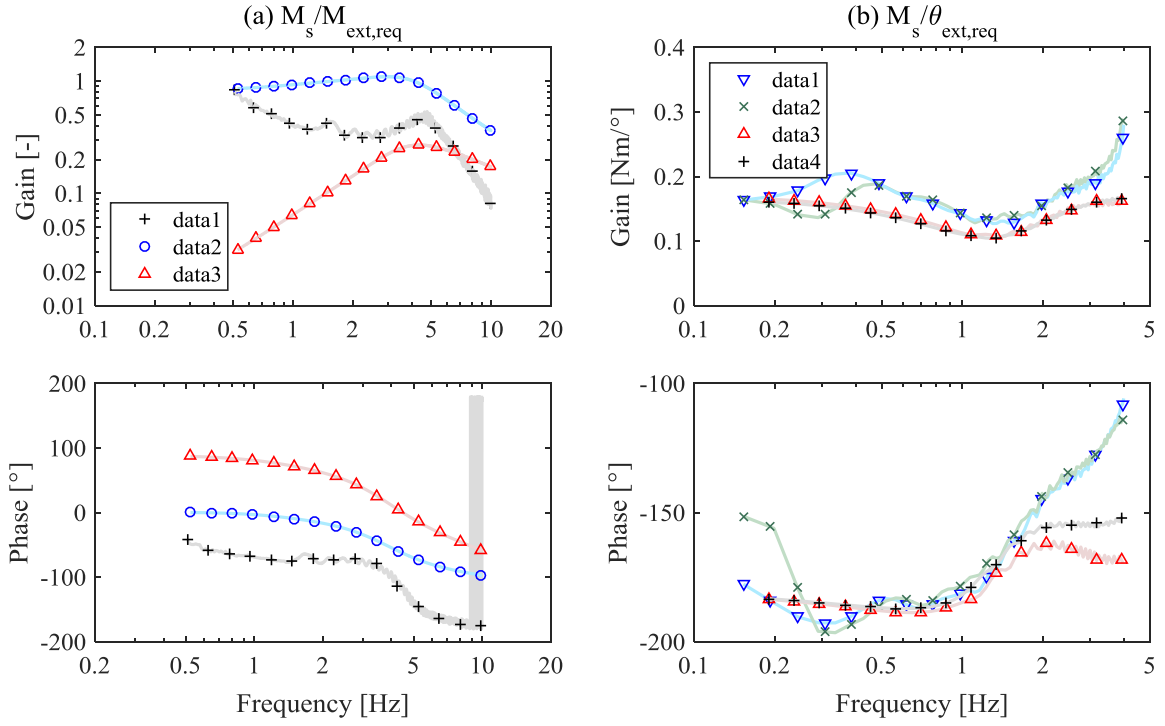 (a) M_s/M_ext,req
(b) M_s/θ_ext,req
Gain [-]
2
1
0.5
0.2
0.1
0.05
0.02
0.01
data1
data2
data3
0.1 0.2 0.5 1 2 5 10 20
Gain [Nm/°]
0.4
0.3
0.2
0.1
0
data1
data2
data3
data4
0.1 0.2 0.5 1 2 5
Phase [°]
200
100
0
-100
-200
0.2 0.5 1 2 5 10 20
Frequency [Hz]
Phase [°]
-100
-150
-200
0.1 0.2 0.5 1 2 5
Frequency [Hz]